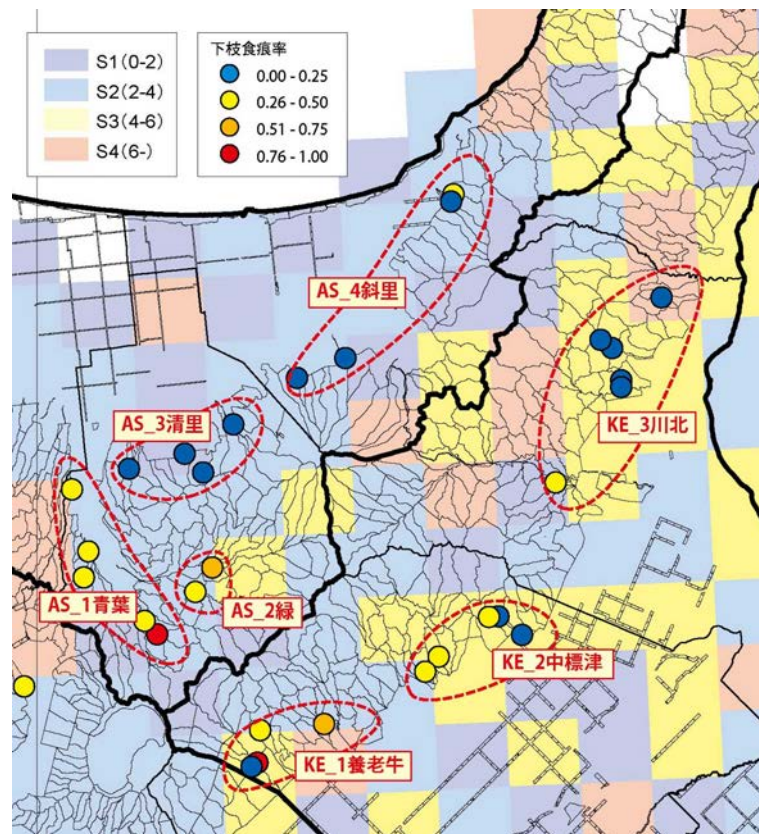 S1(0-2)
S2(2-4)
S3(4-6)
S4(6-)
下枝食痕率
0.00 - 0.25
0.26 - 0.50
0.51 - 0.75
0.76 - 1.00
AS_4斜里
AS_3清里
KE_3川北
AS_1青葉
AS_2緑
KE_2中標津
KE_1養老牛